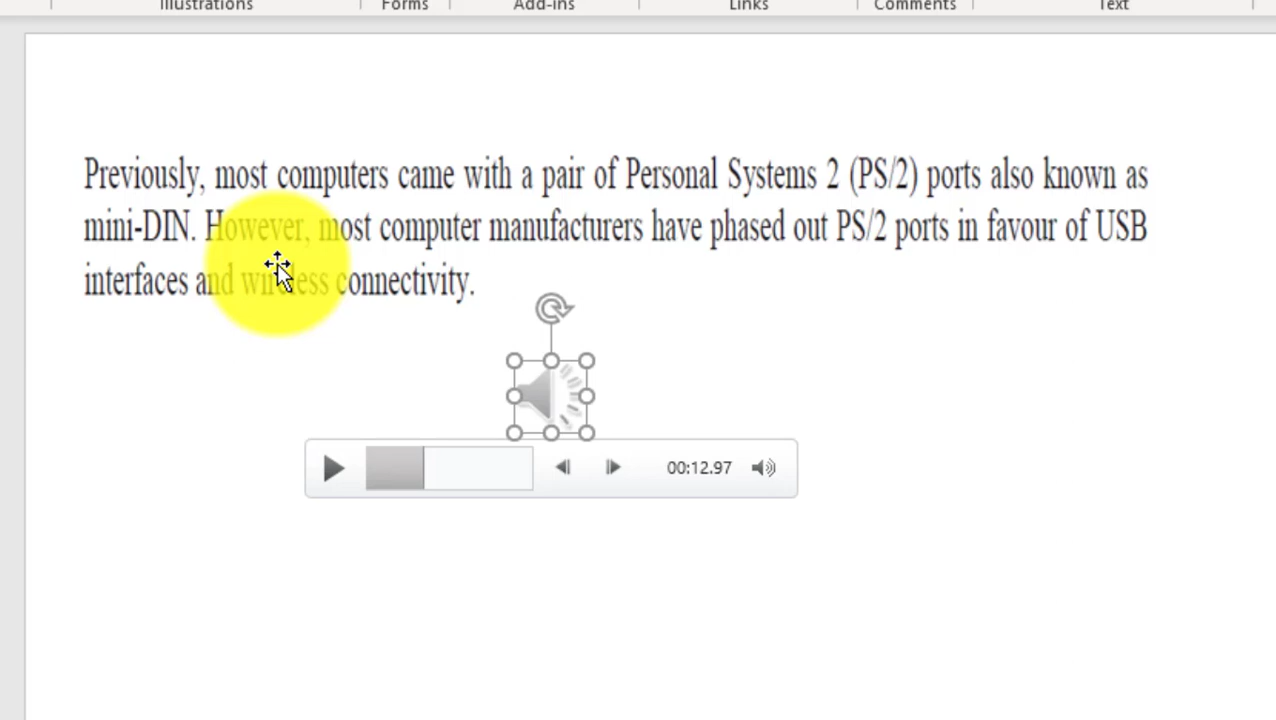 Illustrations Forms Add-ins Links Comments Text
Previously, most computers came with a pair of Personal Systems 2 (PS/2) ports also known as
mini-DIN. However, most computer manufacturers have phased out PS/2 ports in favour of USB
interfaces and wireless connectivity.
00:12.97